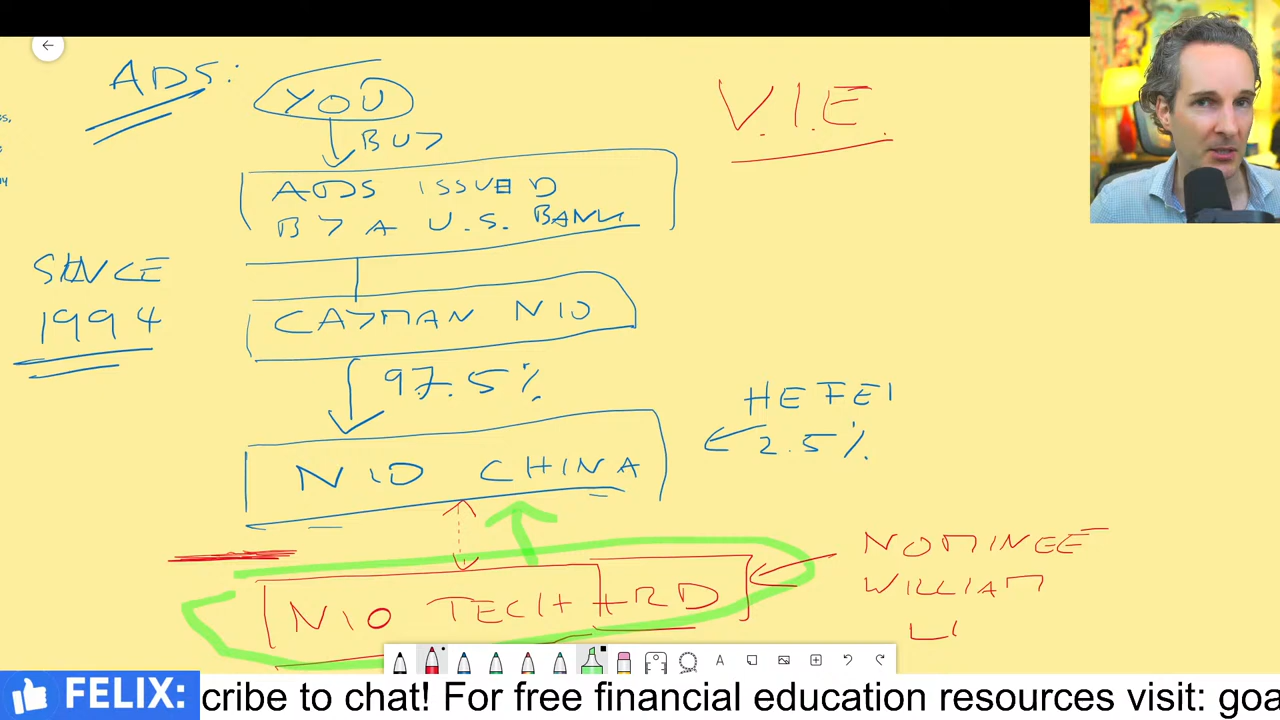 ADS:
YOU
BUY
ADS ISSUED
BY A U.S. BANK
SINCE
1994
CAYMAN NIO
97.5%
NIO CHINA
HEFEI
2.5%
V.I.E.
NIO TECH + RD
NOMINEE
WILLIAM
LI
A
FELIX: cribe to chat! For free financial education resources visit: goa